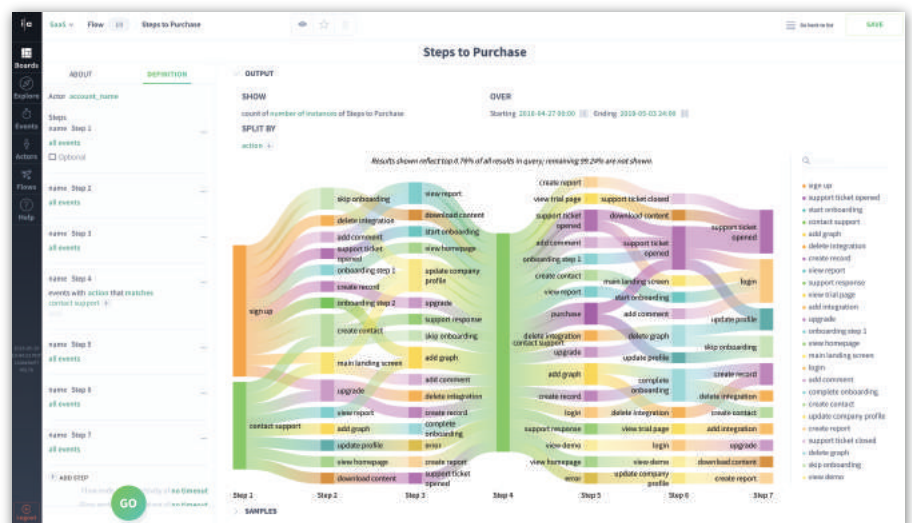 SaaS
Flow
Steps to Purchase
Go back to list
SAVE
Boards
Explore
Events
Actors
Flows
Help
Logout
Steps to Purchase
ABOUT
DEFINITION
Actor account_name
Steps
name Step 1
all events
Optional
name Step 2
all events
name Step 3
all events
name Step 4
events with action that matches
contact support
name Step 5
all events
name Step 6
all events
name Step 7
all events
ADD STEP
no timeout
GO
OUTPUT
SHOW
count of number of instances of Steps to Purchase
SPLIT BY
action
OVER
Starting 2018-04-27 00:00 Ending 2018-05-03 24:00
Results shown reflect top 0.76% of all results in query; remaining 99.24% are not shown.
sign up
contact support
Step 1
skip onboarding
delete integration
add comment
support ticket
opened
onboarding step 1
create record
onboarding step 2
create contact
main landing screen
upgrade
view report
add graph
update profile
view homepage
download content
Step 2
view report
download content
start onboarding
view homepage
update company
profile
upgrade
support response
skip onboarding
add graph
add comment
delete integration
create record
complete
onboarding
error
create report
support ticket
opened
Step 3
contact support
Step 4
create report
view trial page
support ticket
opened
add comment
onboarding step 1
create contact
view report
purchase
delete integration
upgrade
add graph
create record
login
support response
view demo
view homepage
error
Step 5
support ticket closed
download content
support ticket
opened
main landing screen
start onboarding
add comment
delete graph
update profile
complete
onboarding
delete integration
view trial page
login
view demo
update company
profile
Step 6
support ticket
opened
login
update profile
skip onboarding
create record
delete integration
create contact
add integration
upgrade
download content
create report
Step 7
sign up
support ticket opened
start onboarding
contact support
add graph
delete integration
create record
view report
support response
view trial page
add integration
upgrade
onboarding step 1
view homepage
main landing screen
login
add comment
complete onboarding
create contact
update company profile
create report
support ticket closed
delete graph
skip onboarding
view demo
SAMPLES